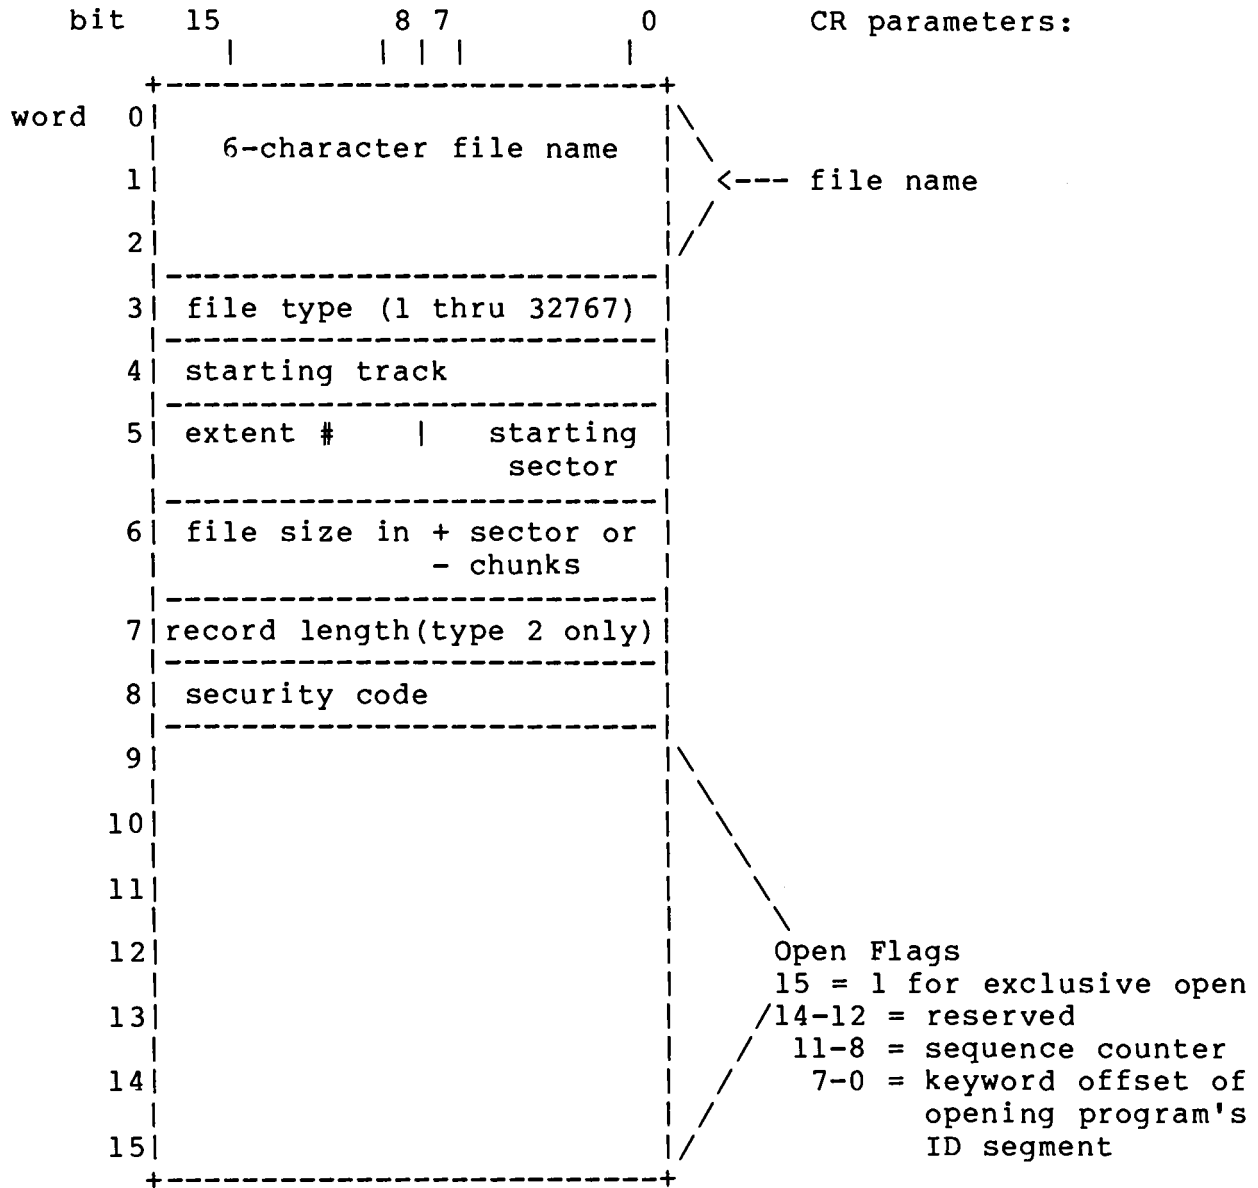 bit 15 8 7 0 CR parameters:
word 0
6-character file name
1 <--- file name
2
3 file type (1 thru 32767)
4 starting track
5 extent # | starting
sector
6 file size in + sector or
- chunks
7 record length(type 2 only)
8 security code
9
10
11
12 Open Flags
15 = 1 for exclusive open
13 14-12 = reserved
11-8 = sequence counter
14 7-0 = keyword offset of
opening program's
15 ID segment